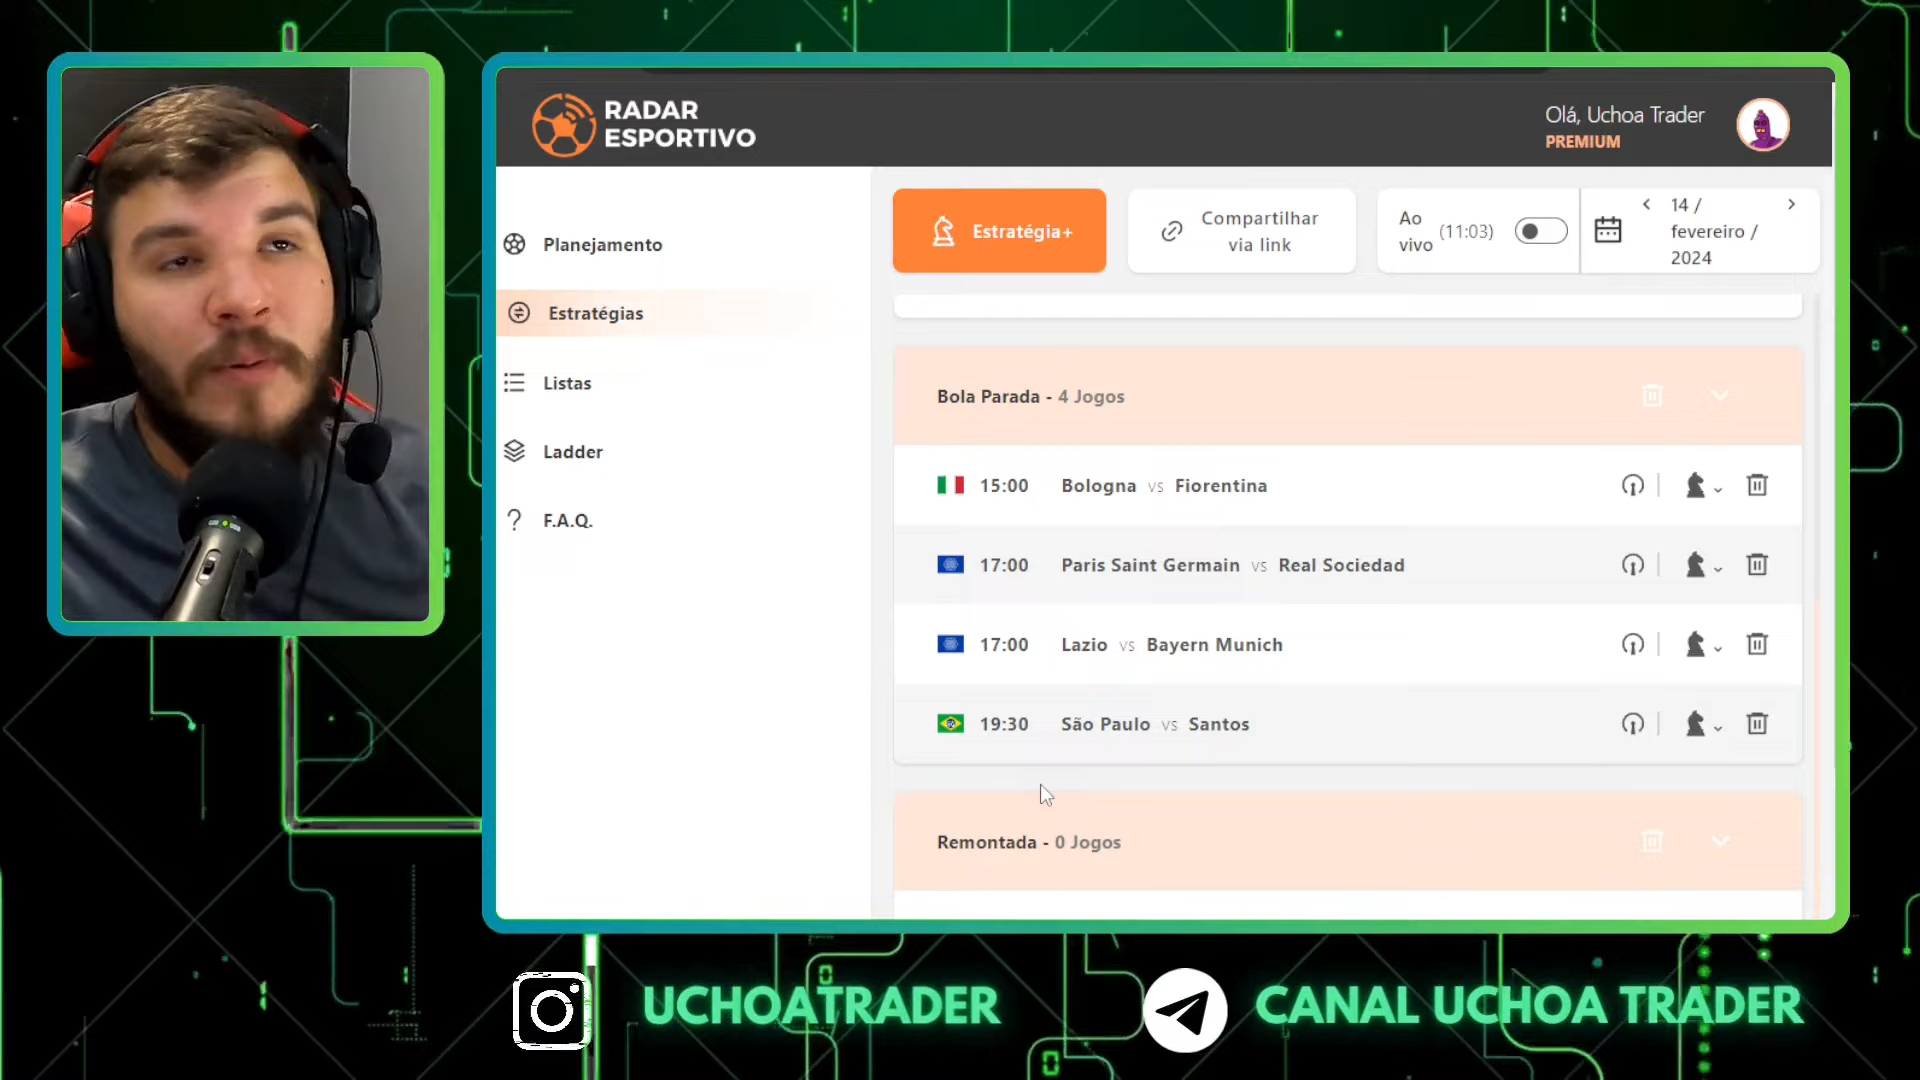 RADAR
ESPORTIVO
Olá, Uchoa Trader
PREMIUM
Planejamento
Estratégias
Listas
Ladder
? F.A.Q.
Estratégia+
Compartilhar
via link
Ao
vivo (11:03)
14 /
fevereiro /
2024
Bola Parada - 4 Jogos
15:00 Bologna vs Fiorentina
17:00 Paris Saint Germain vs Real Sociedad
17:00 Lazio vs Bayern Munich
19:30 São Paulo vs Santos
Remontada - 0 Jogos
UCHOATRADER
CANAL UCHOA TRADER